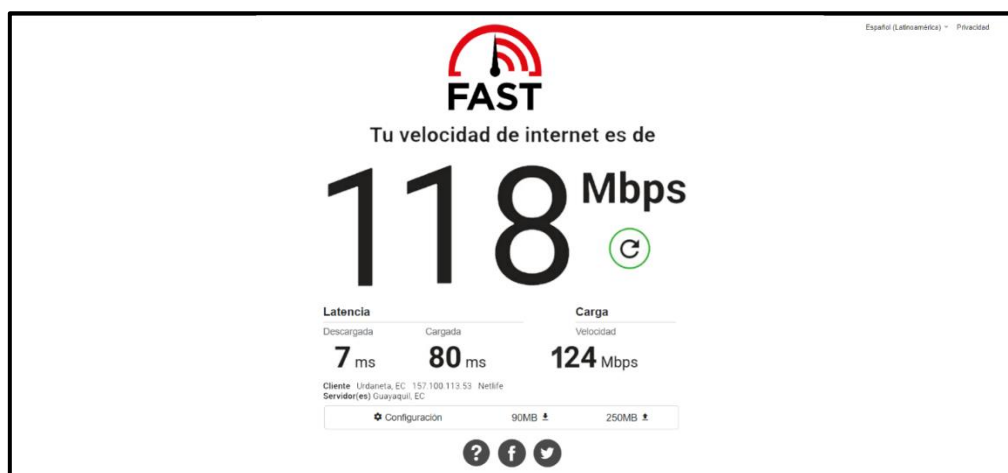 Español (Latinoamérica) Privacidad
FAST
Tu velocidad de internet es de
118 Mbps
Latencia Carga
Descargada Cargada Velocidad
7 ms 80 ms 124 Mbps
Cliente Urdaneta, EC 157.100.113.53 Netlife
Servidor(es) Guayaquil, EC
Configuración 90MB 250MB